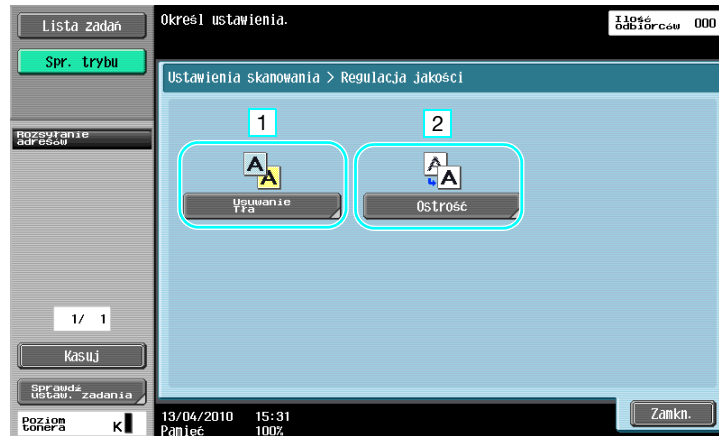 Lista zadań
Określ ustawienia.
Ilość
odbiorców 000
Spr. trybu
Ustawienia skanowania > Regulacja jakości
1
2
Rozsyłanie
adresów
A
A
A
A
Usuwanie
Tła
Ostrość
1/ 1
Kasuj
Sprawdź
ustaw. zadania
Poziom
tonera K
13/04/2010 15:31
Pamięć 100%
Zamkn.